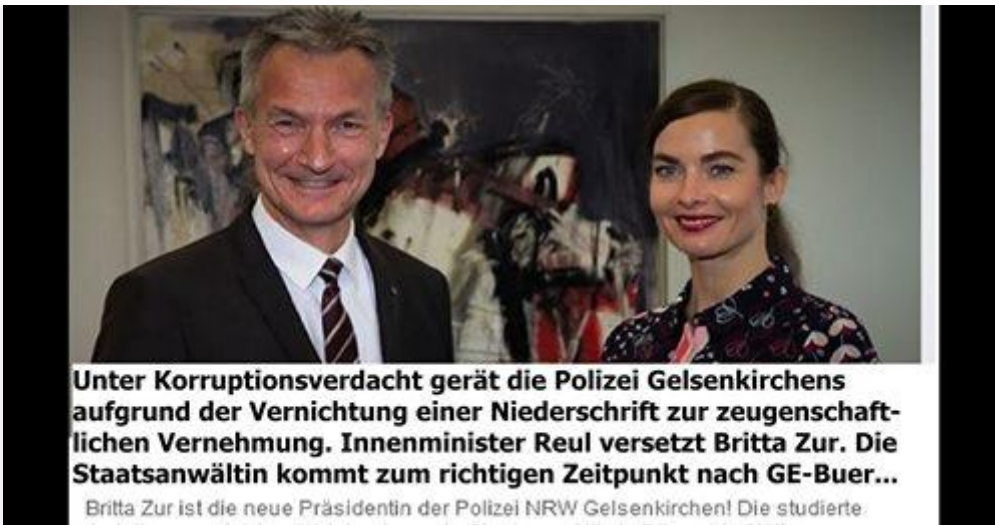 Unter Korruptionsverdacht gerät die Polizei Gelsenkirchens
aufgrund der Vernichtung einer Niederschrift zur zeugenschaft-
lichen Vernehmung. Innenminister Reul versetzt Britta Zur. Die
Staatsanwältin kommt zum richtigen Zeitpunkt nach GE-Buer...
Britta Zur ist die neue Präsidentin der Polizei NRW Gelsenkirchen! Die studierte